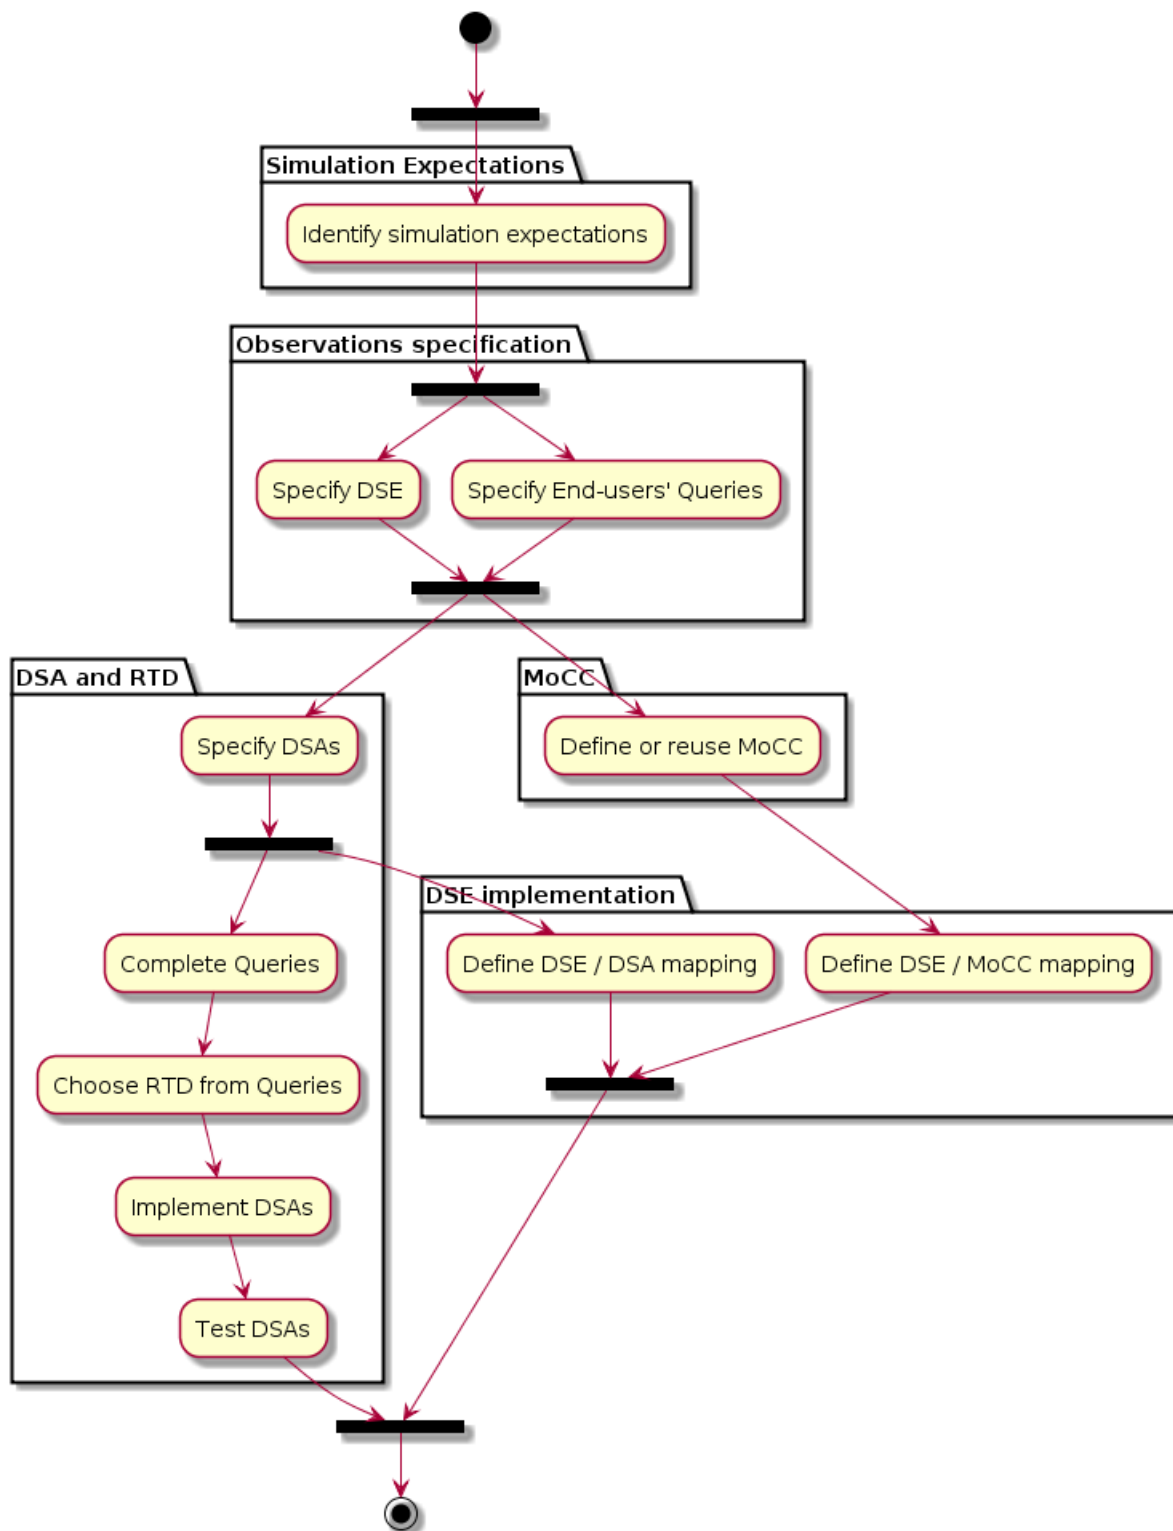 Simulation Expectations
Identify simulation expectations
Observations specification
Specify DSE
Specify End-users' Queries
DSA and RTD
MoCC
Specify DSAs
Define or reuse MoCC
DSE implementation
Complete Queries
Define DSE / DSA mapping
Define DSE / MoCC mapping
Choose RTD from Queries
Implement DSAs
Test DSAs